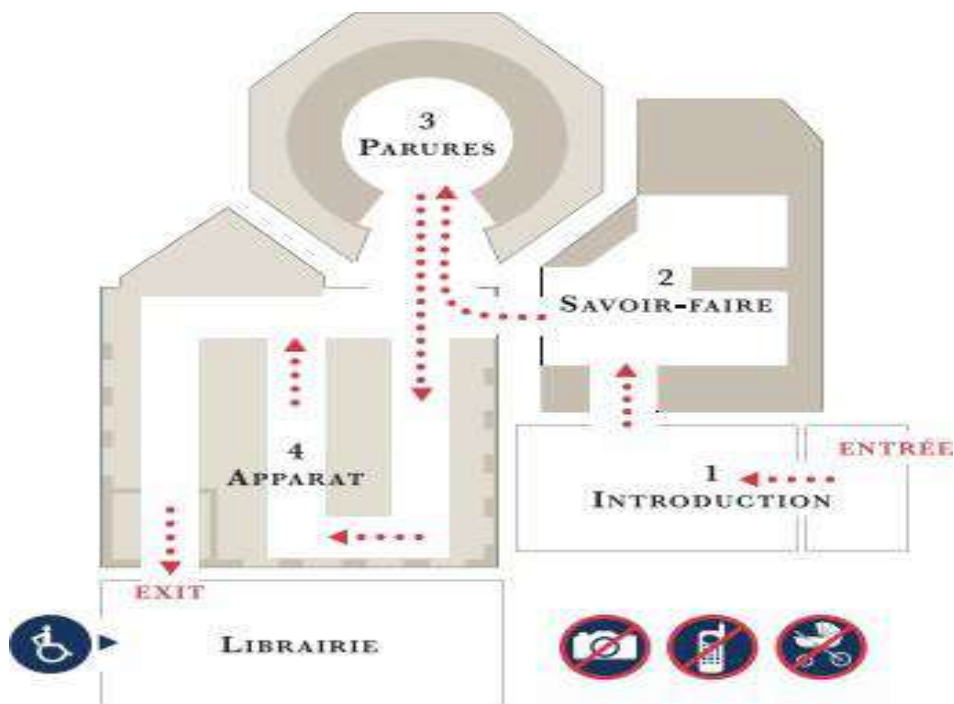 3
PARURES
2
SAVOIR-FAIRE
ENTRÉE
4
APPARAT
1
INTRODUCTION
EXIT
LIBRAIRIE